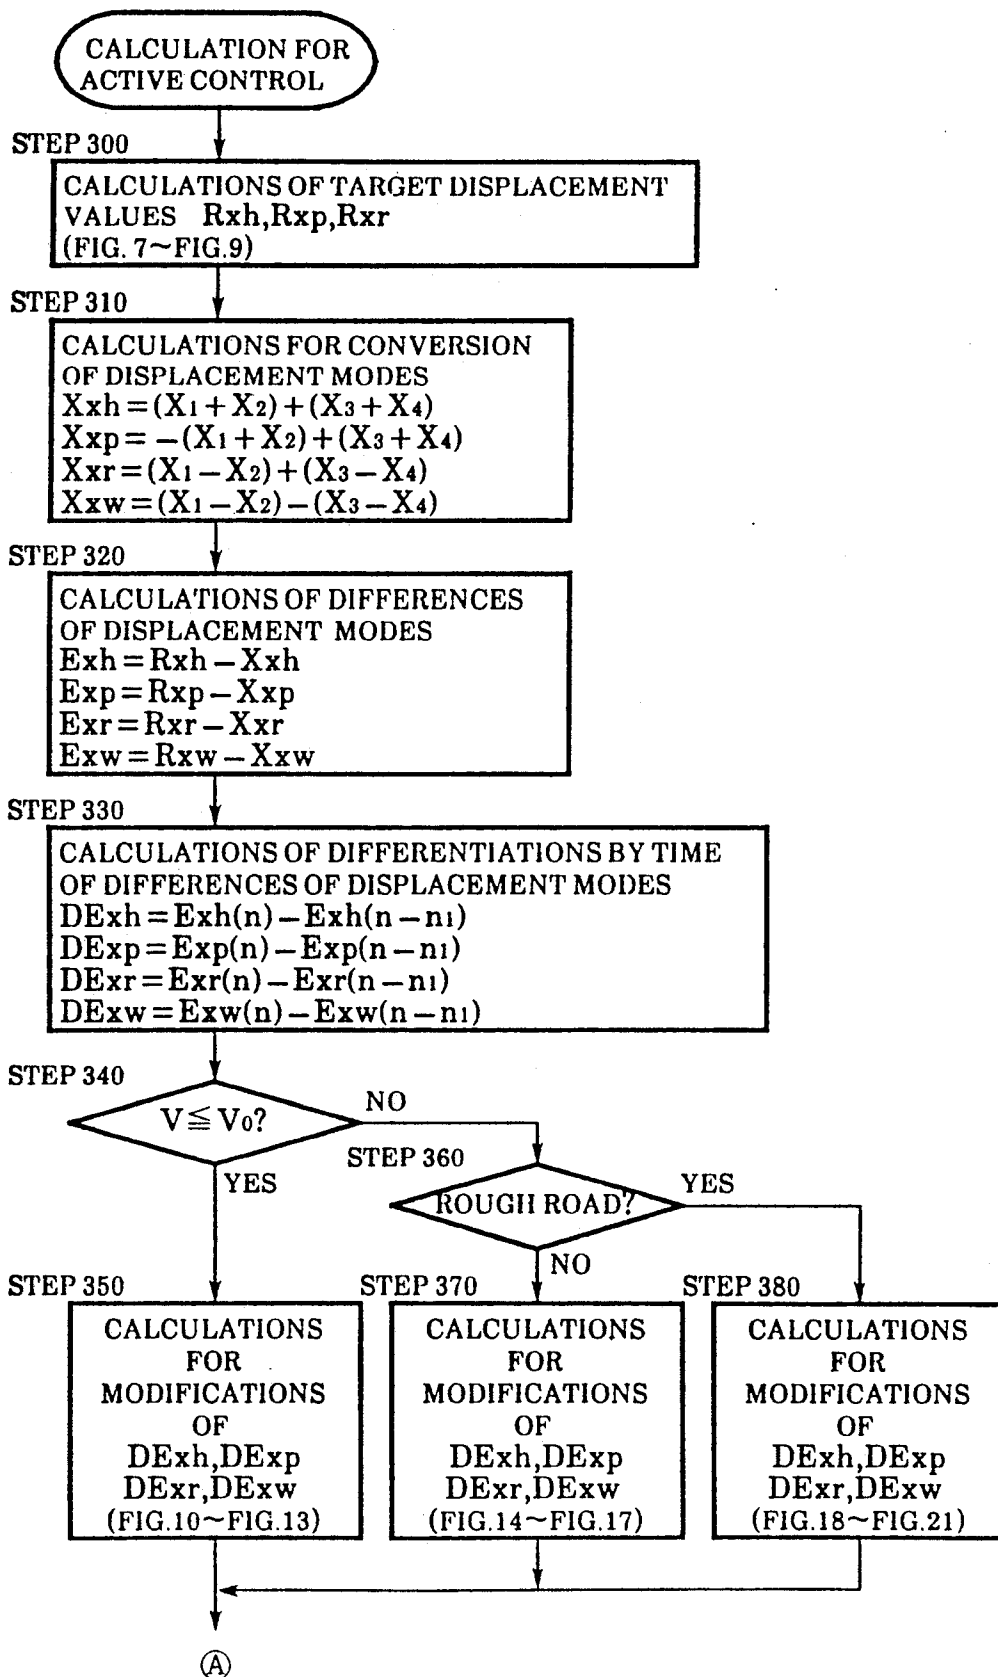 CALCULATION FOR
ACTIVE CONTROL
STEP 300
CALCULATIONS OF TARGET DISPLACEMENT
VALUES Rxh,Rxp,Rxr
(FIG. 7~FIG.9)
STEP 310
CALCULATIONS FOR CONVERSION
OF DISPLACEMENT MODES
Xxh=(X1+X2)+(X3+X4)
Xxp=-(X1+X2)+(X3+X4)
Xxr=(X1-X2)+(X3-X4)
Xxw=(X1-X2)-(X3-X4)
STEP 320
CALCULATIONS OF DIFFERENCES
OF DISPLACEMENT MODES
Exh=Rxh-Xxh
Exp=Rxp-Xxp
Exr=Rxr-Xxr
Exw=Rxw-Xxw
STEP 330
CALCULATIONS OF DIFFERENTIATIONS BY TIME
OF DIFFERENCES OF DISPLACEMENT MODES
DExh=Exh(n)-Exh(n-n1)
DExp=Exp(n)-Exp(n-n1)
DExr=Exr(n)-Exr(n-n1)
DExw=Exw(n)-Exw(n-n1)
STEP 340
V≦V0?
NO
YES
STEP 360
ROUGH ROAD?
YES
NO
STEP 350
CALCULATIONS
FOR
MODIFICATIONS
OF
DExh,DExp
DExr,DExw
(FIG.10~FIG.13)
STEP 370
CALCULATIONS
FOR
MODIFICATIONS
OF
DExh,DExp
DExr,DExw
(FIG.14~FIG.17)
STEP 380
CALCULATIONS
FOR
MODIFICATIONS
OF
DExh,DExp
DExr,DExw
(FIG.18~FIG.21)
Ⓐ